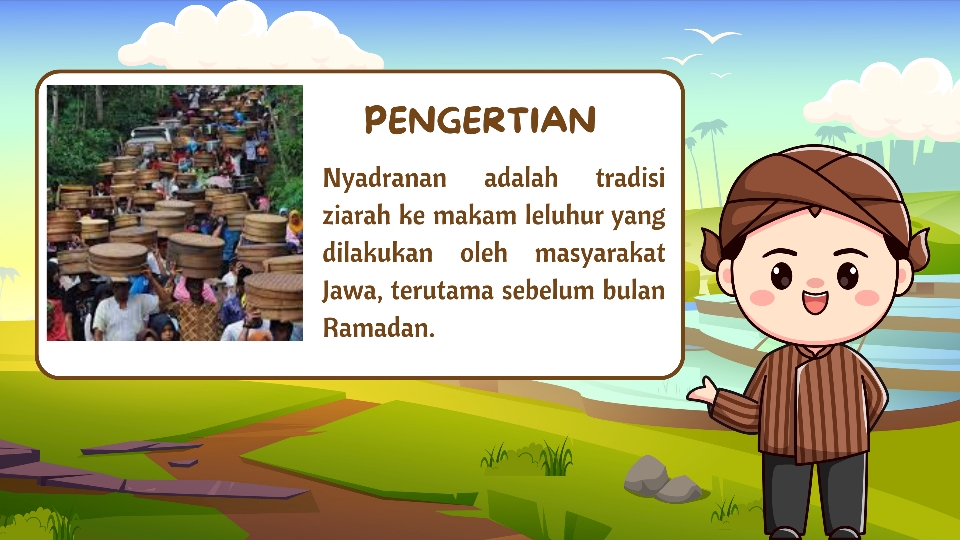 PENGERTIAN
Nyadranan adalah tradisi
ziarah ke makam leluhur yang
dilakukan oleh masyarakat
Jawa, terutama sebelum bulan
Ramadan.